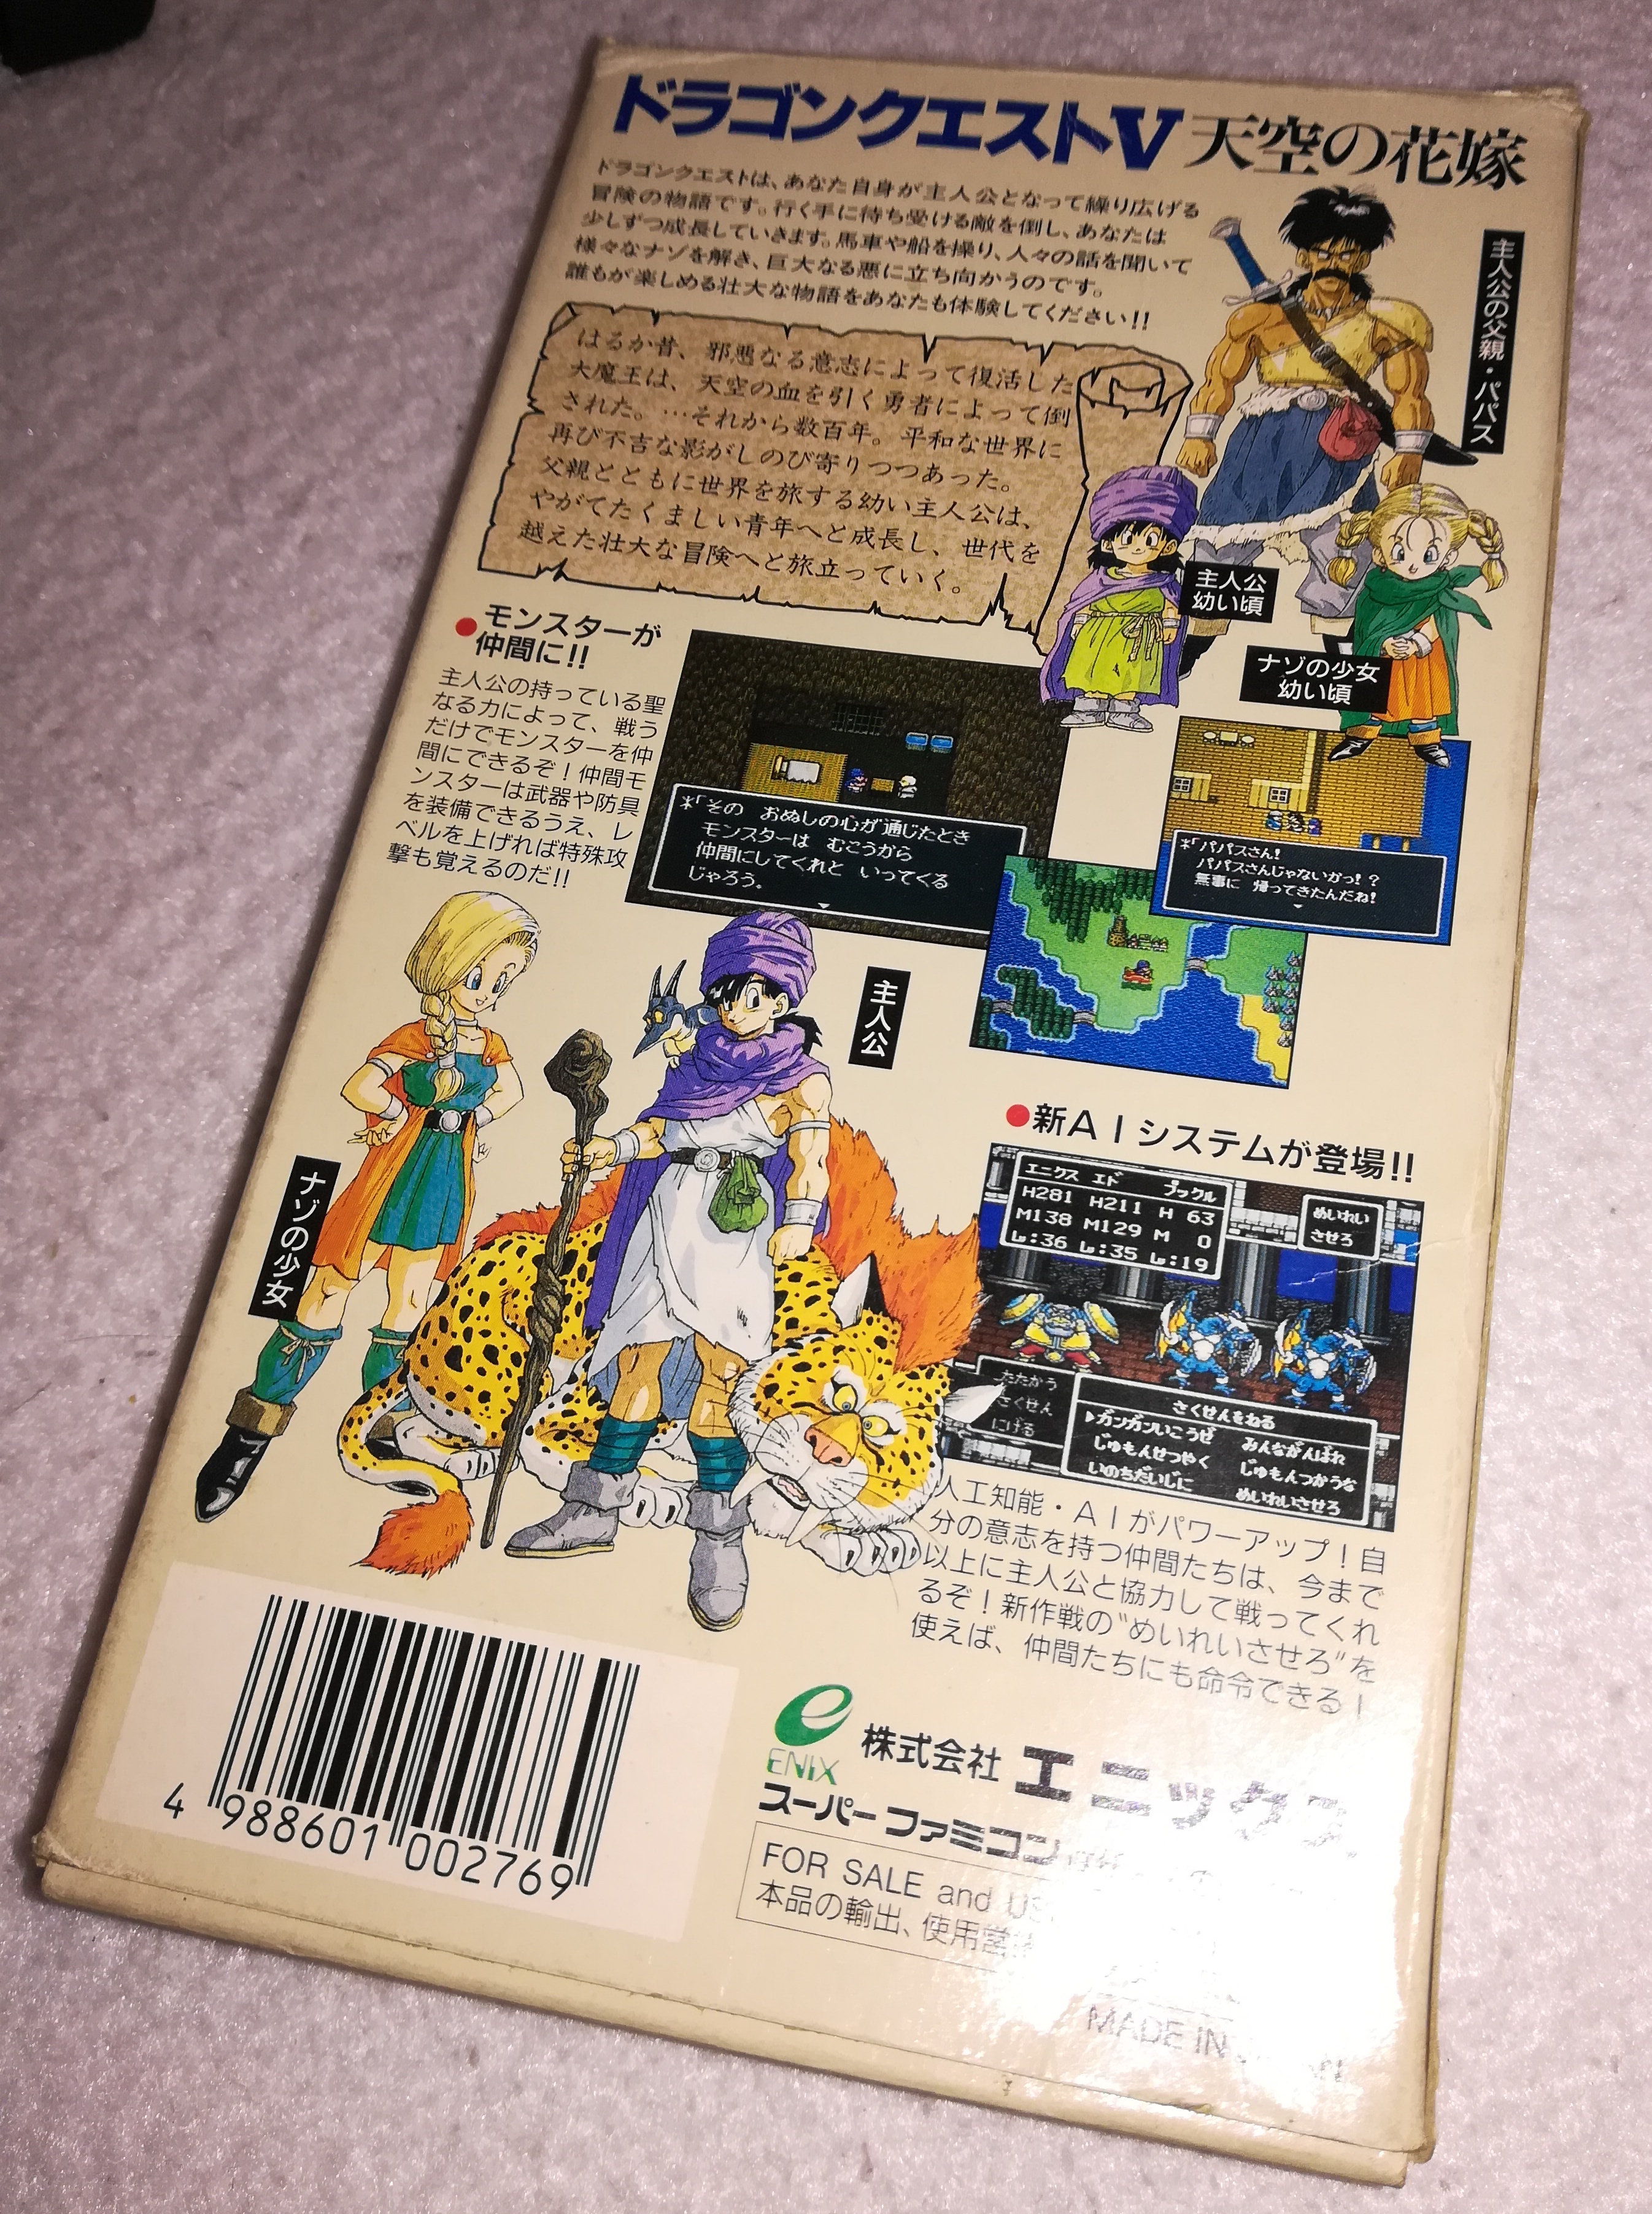 ドラゴンクエストV 天空の花嫁
ドラゴンクエストは、あなた自身が主人公となって繰り広げる
冒険の物語です。行く手に待ち受ける敵を倒し、あなたは
少しずつ成長していきます。馬車や船を操り、人々の話を聞いて
様々なナゾを解き、巨大なる悪に立ち向かうのです。
誰もが楽しめる壮大な物語をあなたも体験してください!!
主人公の父親・パパス
はるか昔、邪悪なる意志によって復活した
大魔王は、天空の血を引く勇者によって倒
された。…それから数百年。平和な世界に
再び不吉な影がしのび寄りつつあった。
父親とともに世界を旅する幼い主人公は、
やがてたくましい青年へと成長し、世代を
越えた壮大な冒険へと旅立っていく。
主人公
幼い頃
ナゾの少女
幼い頃
●モンスターが
仲間に!!
主人公の持っている聖
なる力によって、戦う
だけでモンスターを仲
間にできるぞ！仲間モ
ンスターは武器や防具
を装備できるうえ、レ
ベルを上げれば特殊攻
撃も覚えるのだ!!
*「その おぬしの心が通じたとき
モンスターは むこうから
仲間にしてくれと いってくる
じゃろう。
*「パパスさん!
パパスさんじゃないかっ!?
無事に 帰ってきたんだね!
主人公
ナゾの少女
●新AIシステムが登場!!
エニクス エド プックル
H281 H211 H 63
M138 M129 M 0
レ:36 レ:35 レ:19
めいれい
させろ
たたかう
さくせん
にげる
さくせんをねる
▶ガンガンいこうぜ みんながんばれ
じゅもんせつやく じゅもんつかうな
いのちだいじに めいれいさせろ
人工知能・AIがパワーアップ！自
分の意志を持つ仲間たちは、今まで
以上に主人公と協力して戦ってくれ
るぞ！新作戦の"めいれいさせろ"を
使えば、仲間たちにも命令できる！
ENIX
株式会社 エニックス
スーパーファミコン
FOR SALE and
本品の輸出、使用営
MADE IN
4 988601 002769